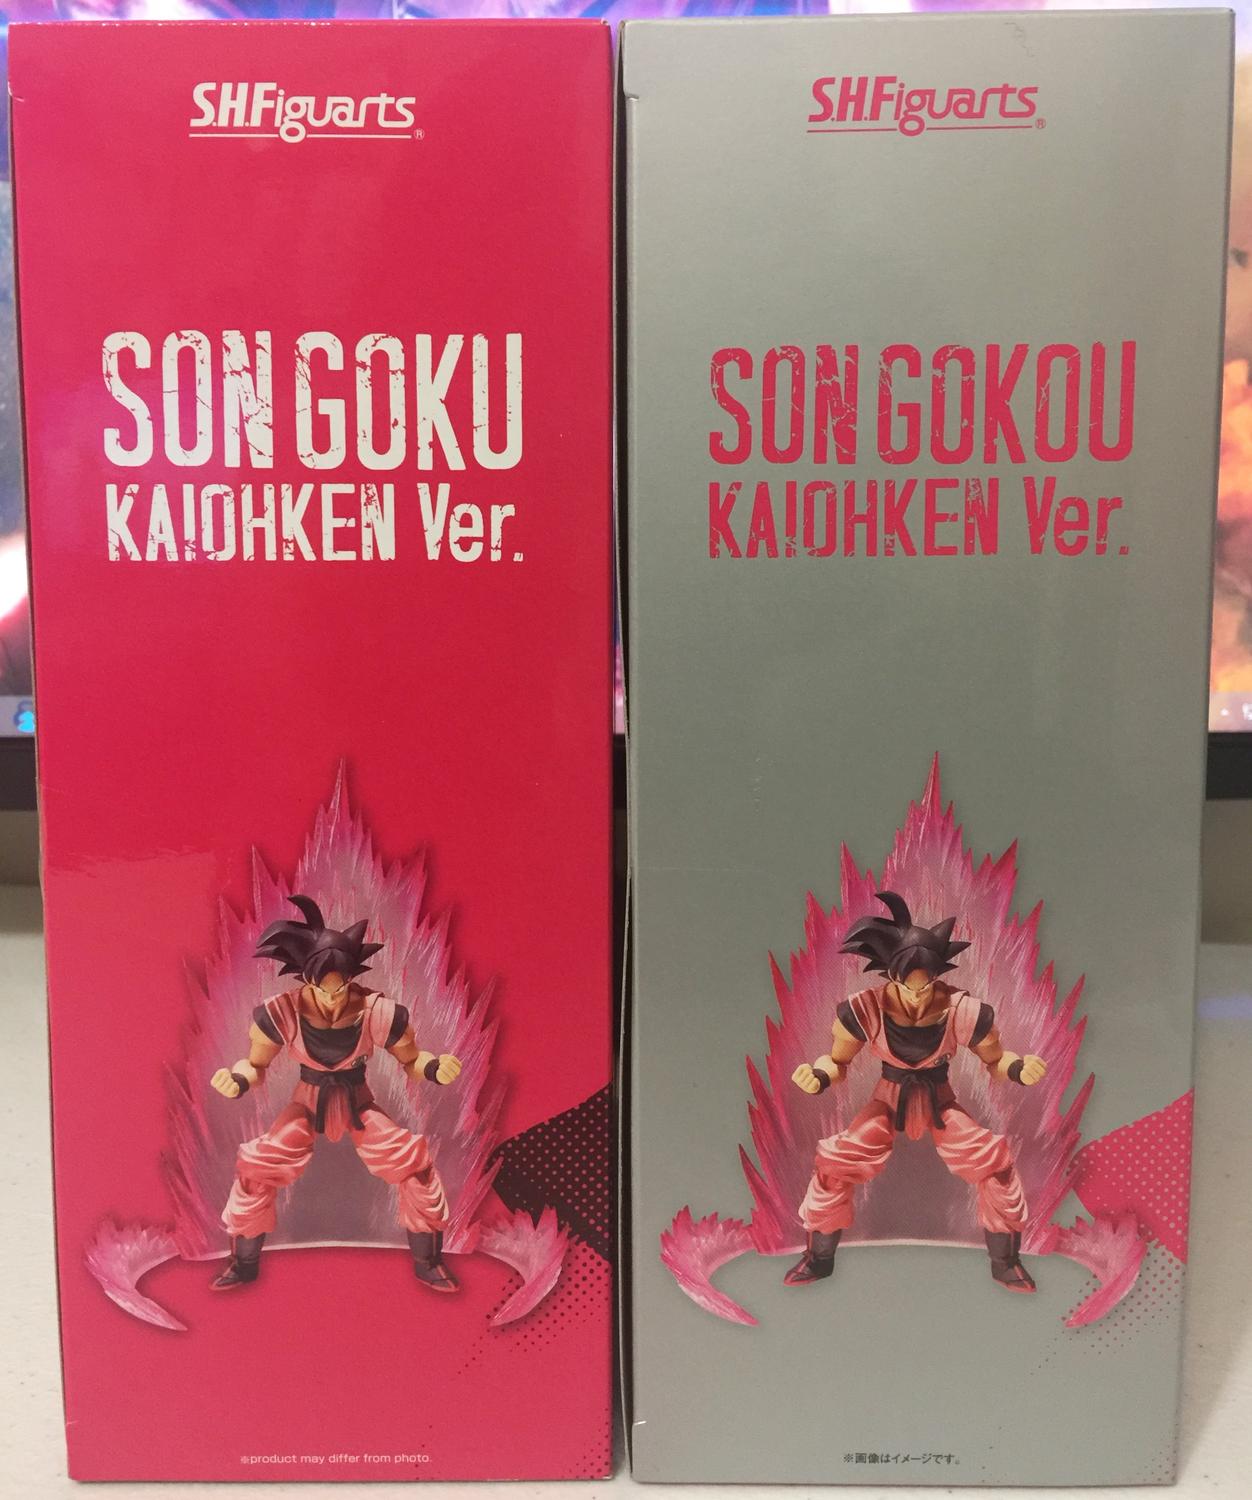 S.H.Figuarts®
SON GOKU
KAIOHKEN Ver.
※product may differ from photo.
S.H.Figuarts®
SON GOKOU
KAIOHKEN Ver.
※画像はイメージです。